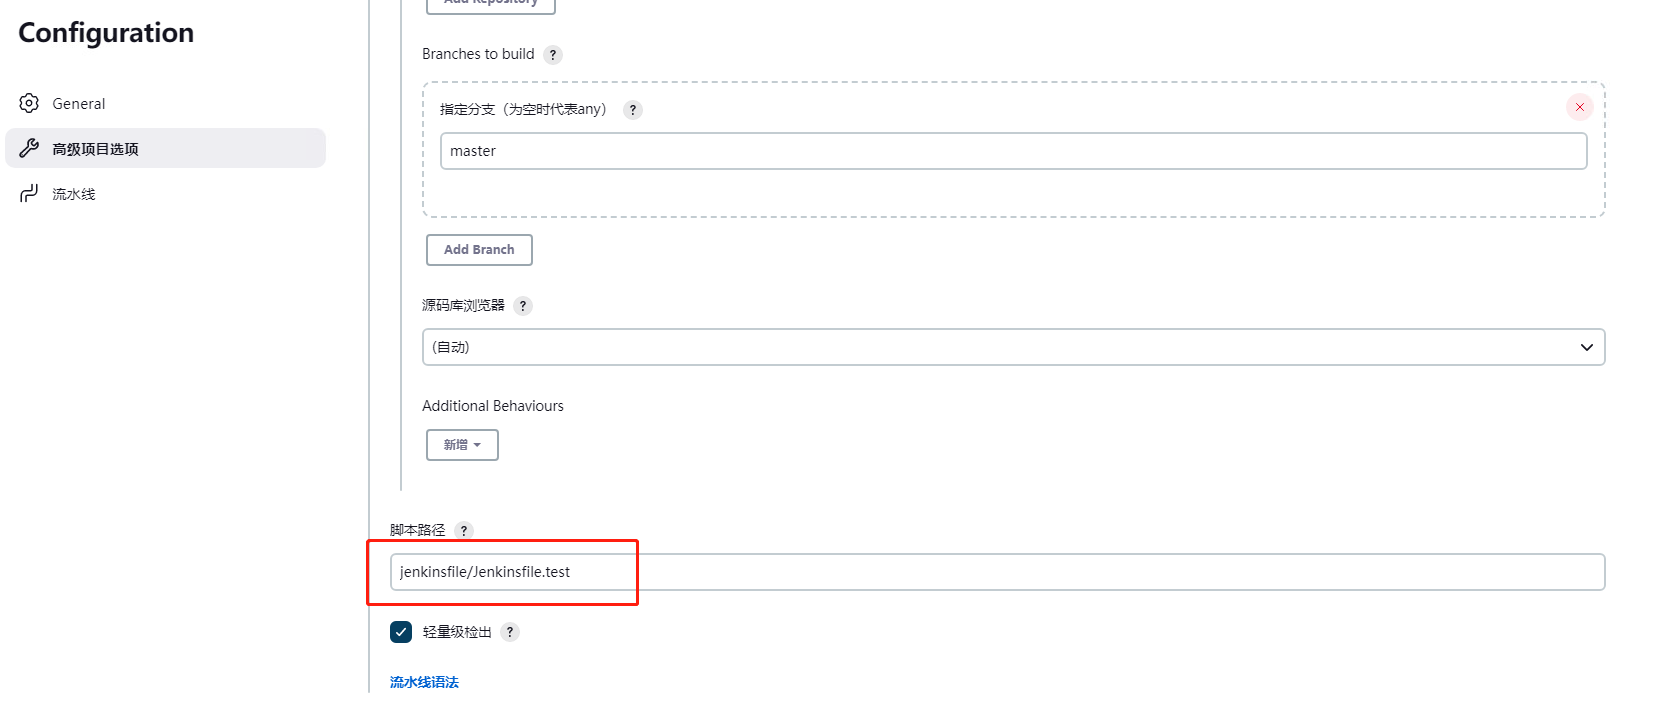 Configuration
General
高级项目选项
流水线
Add Repository
Branches to build ?
指定分支（为空时代表any） ?
master
Add Branch
源码库浏览器 ?
(自动)
Additional Behaviours
新增
脚本路径 ?
jenkinsfile/Jenkinsfile.test
轻量级检出 ?
流水线语法